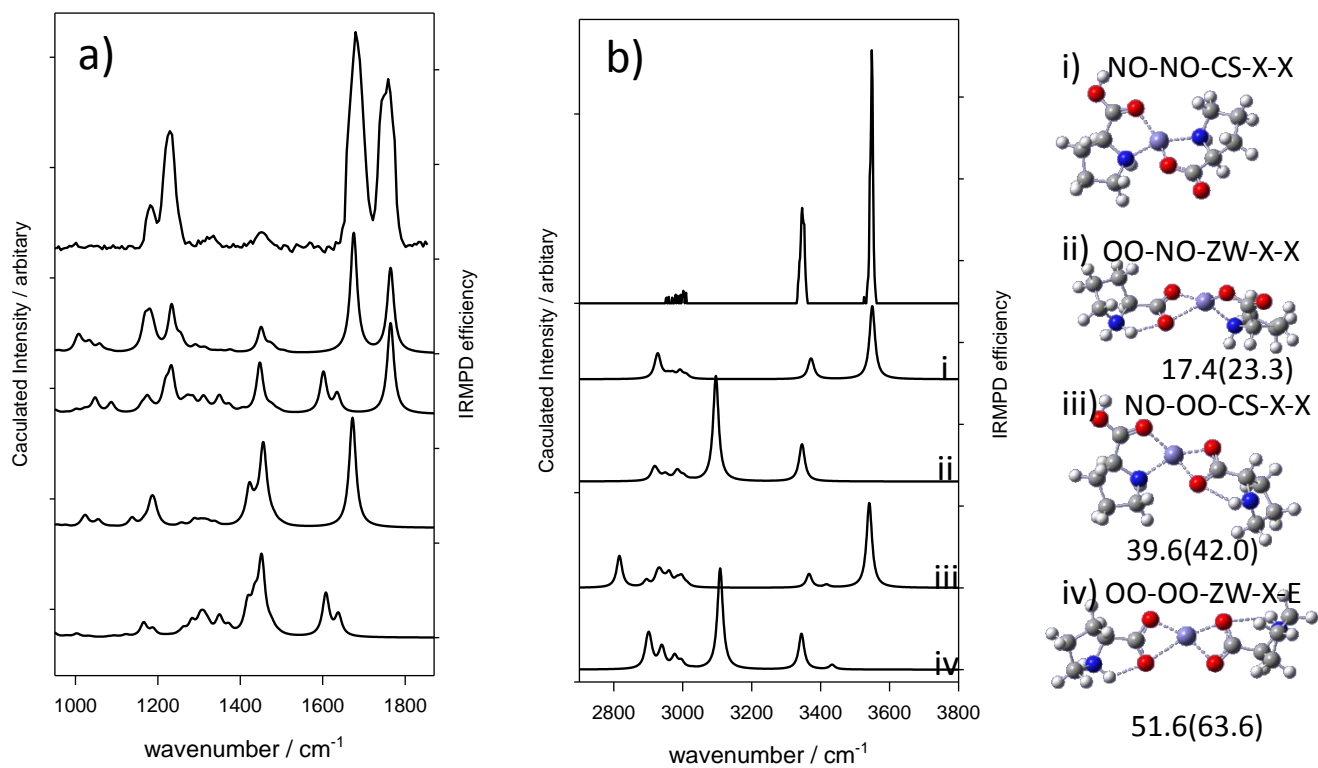 a)
Caculated Intensity / arbitary
IRMPD efficiency
1000 1200 1400 1600 1800
wavenumber / cm-1
b)
Caculated Intensity / arbitary
IRMPD efficiency
i
ii
iii
iv
2800 3000 3200 3400 3600 3800
wavenumber / cm-1
i) NO-NO-CS-X-X
ii) OO-NO-ZW-X-X
17.4(23.3)
iii) NO-OO-CS-X-X
39.6(42.0)
iv) OO-OO-ZW-X-E
51.6(63.6)